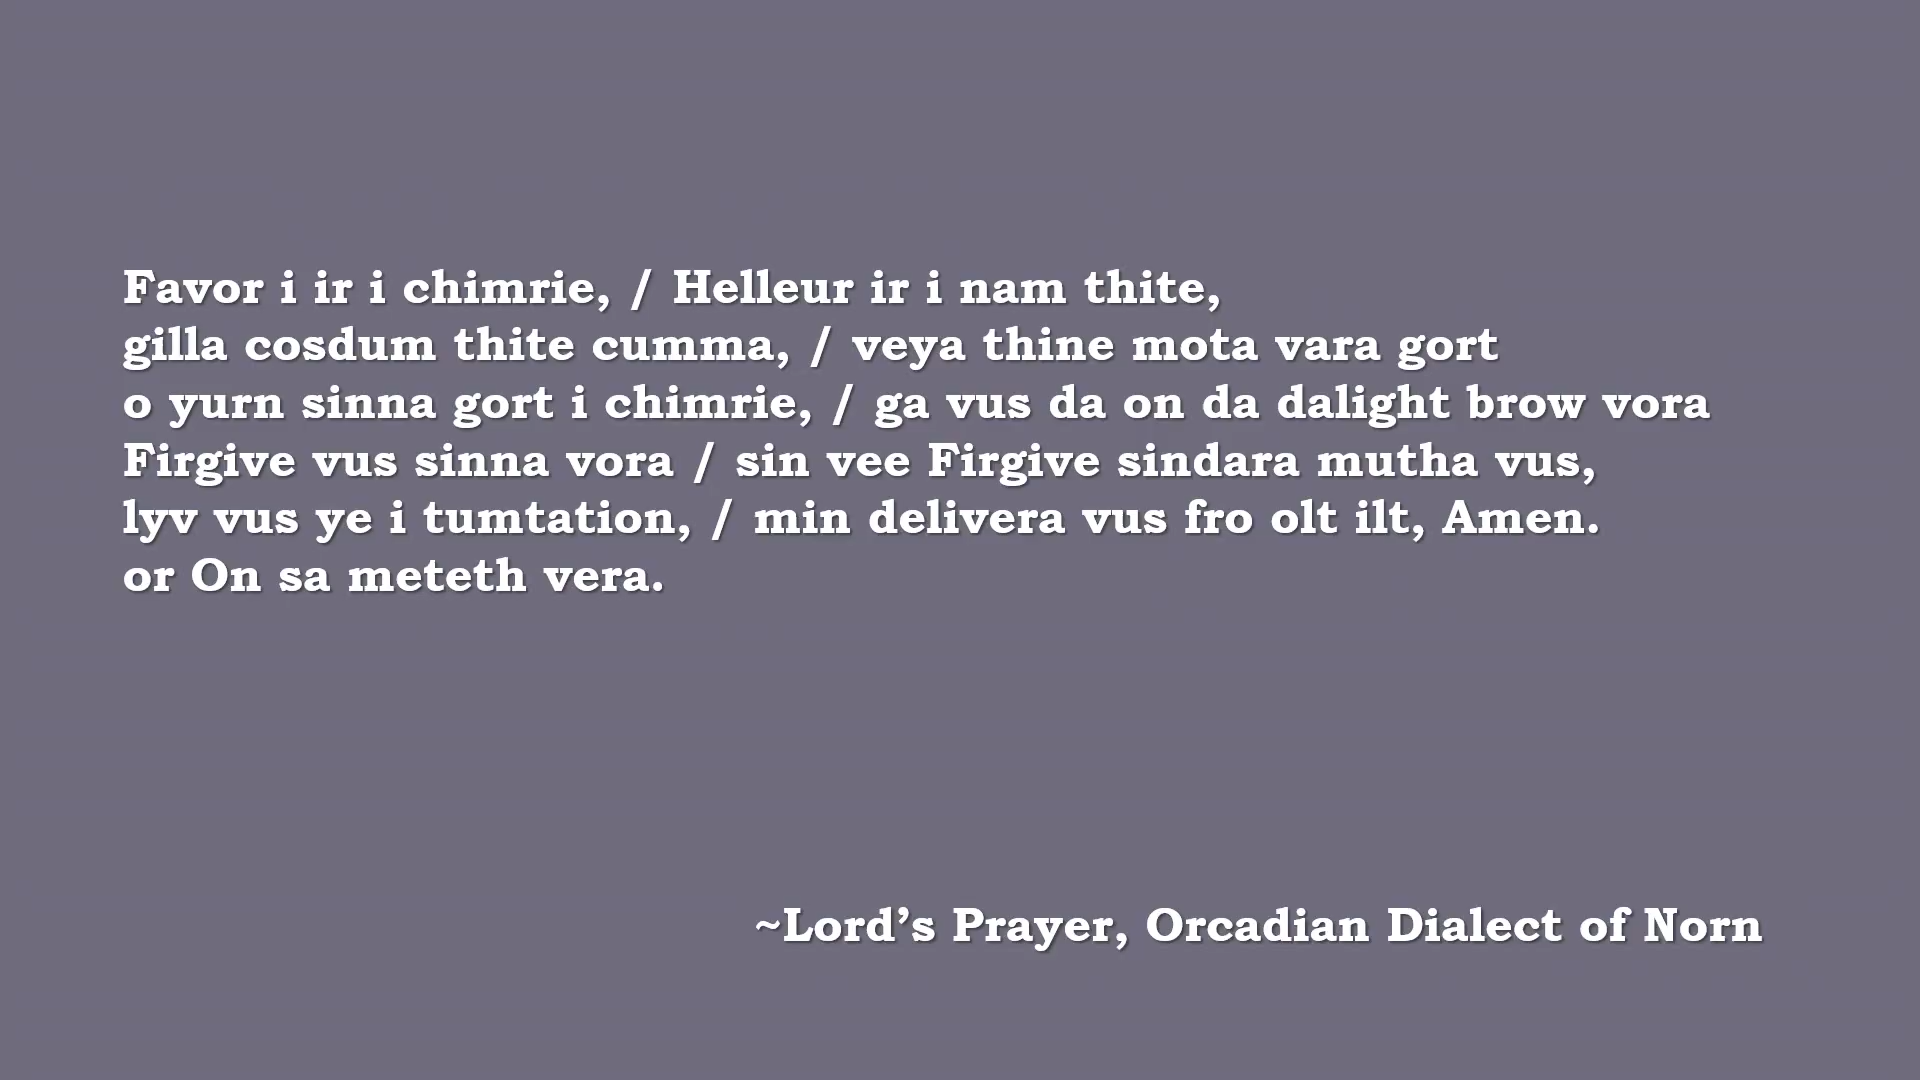 Favor i ir i chimrie, / Helleur ir i nam thite,
gilla cosdum thite cumma, / veya thine mota vara gort
o yurn sinna gort i chimrie, / ga vus da on da dalight brow vora
Firgive vus sinna vora / sin vee Firgive sindara mutha vus,
lyv vus ye i tumtation, / min delivera vus fro olt ilt, Amen.
or On sa meteth vera.
~Lord’s Prayer, Orcadian Dialect of Norn